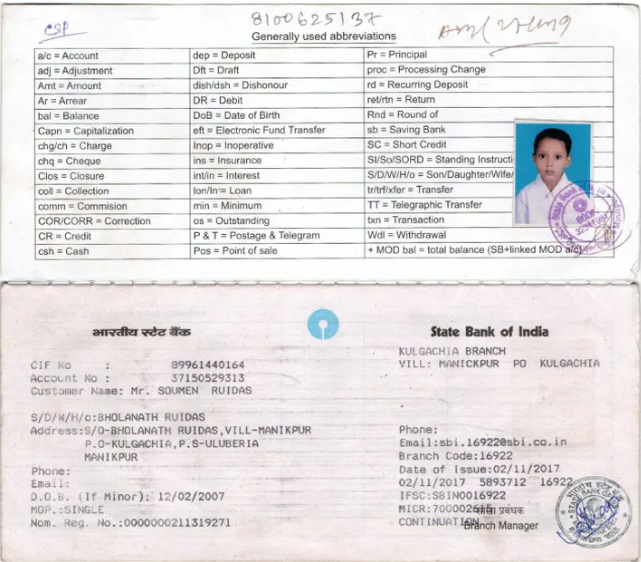 CSP
8100625137
Generally used abbreviations
a/c = Account dep = Deposit Pr = Principal
adj = Adjustment Dft = Draft proc = Processing Change
Amt = Amount dish/dsh = Dishonour rd = Recurring Deposit
Ar = Arrear DR = Debit ret/rtn = Return
bal = Balance DoB = Date of Birth Rnd = Round of
Capn = Capitalization eft = Electronic Fund Transfer sb = Saving Bank
chg/ch = Charge Inop = Inoperative SC = Short Credit
chq = Cheque ins = Insurance SI/So/SORD = Standing Instructi
Clos = Closure int/in = Interest S/D/W/H/o = Son/Daughter/Wife/
coll = Collection lon/ln = Loan tr/trf/xfer = Transfer
comm = Commision min = Minimum TT = Telegraphic Transfer
COR/CORR = Correction os = Outstanding txn = Transaction
CR = Credit P & T = Postage & Telegram Wdl = Withdrawal
csh = Cash Pos = Point of sale + MOD bal = total balance (SB+linked MOD a/c)
भारतीय स्टेट बैंक State Bank of India
KULGACHIA BRANCH
VILL: MANICKPUR PO KULGACHIA
CIF No : 89961440164
Account No : 37150529313
Customer Name: Mr. SOUMEN RUIDAS
S/D/W/H/o:BHOLANATH RUIDAS
Address:S/O-BHOLANATH RUIDAS,VILL-MANIKPUR
P.O-KULGACHIA,P.S-ULUBERIA
MANIKPUR
Phone:
Email:
D.O.B. (If Minor): 12/02/2007
MOP.:SINGLE
Nom. Reg. No.:0000000211319271
Phone:
Email:sbi.16922@sbi.co.in
Branch Code:16922
Date of Issue:02/11/2017
02/11/2017 5893712 16922
IFSC:SBIN0016922
MICR:700002
शाखा प्रबंधक
CONTINUATION
Branch Manager